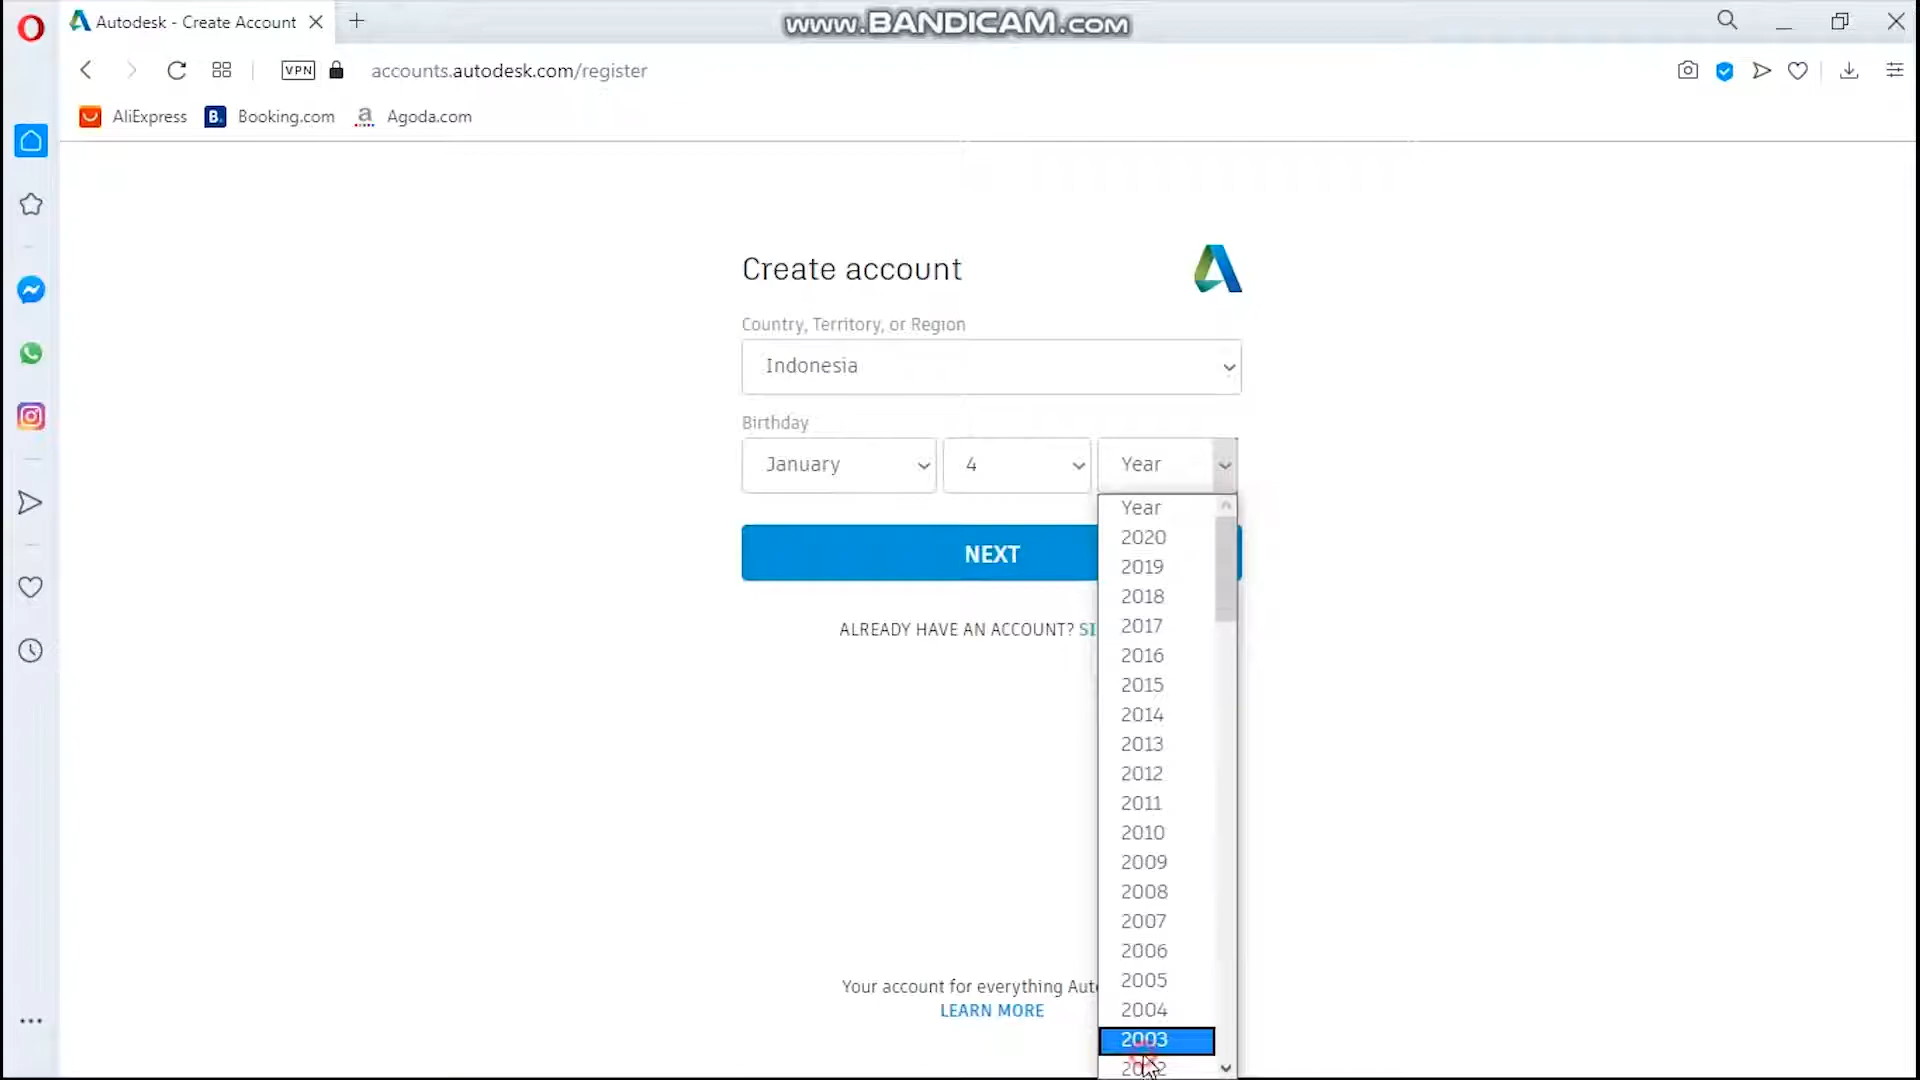 Autodesk - Create Account
www.BANDICAM.com
VPN
accounts.autodesk.com/register
AliExpress
Booking.com
Agoda.com
Create account
Country, Territory, or Region
Indonesia
Birthday
January
4
Year
Year
2020
NEXT
2019
2018
2017
ALREADY HAVE AN ACCOUNT?
2016
2015
2014
2013
2012
2011
2010
2009
2008
2007
2006
2005
Your account for everything
2004
LEARN MORE
2003